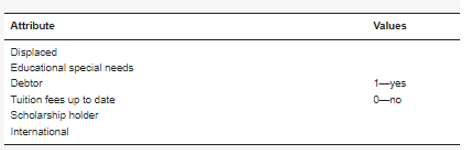 Attribute Values
Displaced
Educational special needs
Debtor 1—yes
Tuition fees up to date 0—no
Scholarship holder
International